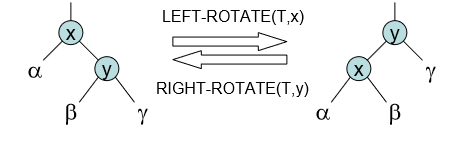 LEFT-ROTATE(T,x)
x
y
α
y
x
γ
RIGHT-ROTATE(T,y)
β
γ
α
β